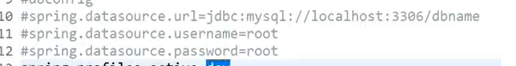 #dbconfig
10 #spring.datasource.url=jdbc:mysql://localhost:3306/dbname
11 #spring.datasource.username=root
12 #spring.datasource.password=root